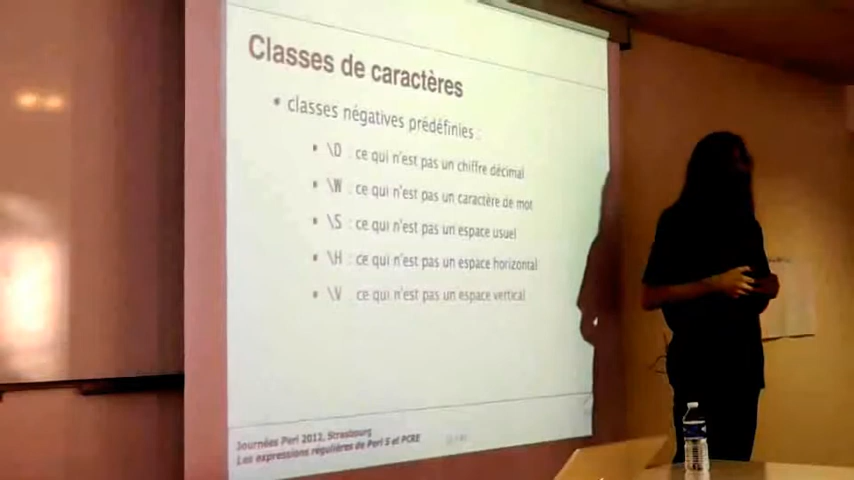 Classes de caractères
• classes négatives prédéfinies :
• \D : ce qui n'est pas un chiffre décimal
• \W : ce qui n'est pas un caractère de mot
• \S : ce qui n'est pas un espace usuel
• \H : ce qui n'est pas un espace horizontal
• \V : ce qui n'est pas un espace vertical
Journées Perl 2012, Strasbourg
Les expressions régulières de Perl 5 et PCRE